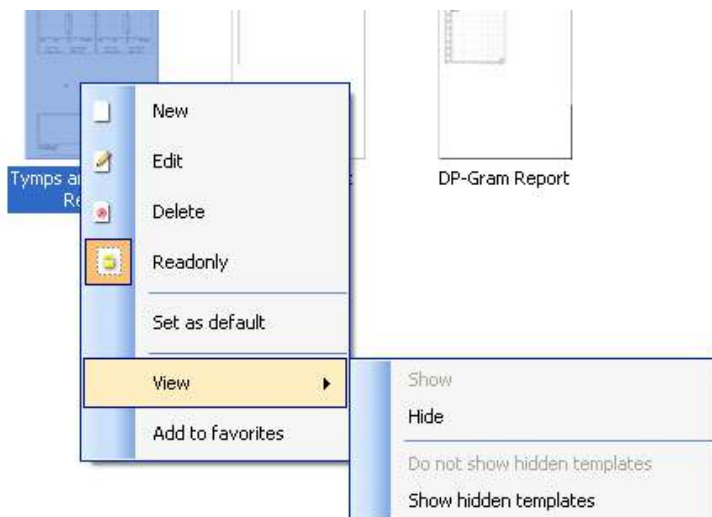 New
Edit
Tymps a
Re
DP-Gram Report
Delete
Readonly
Set as default
View
Show
Hide
Add to favorites
Do not show hidden templates
Show hidden templates